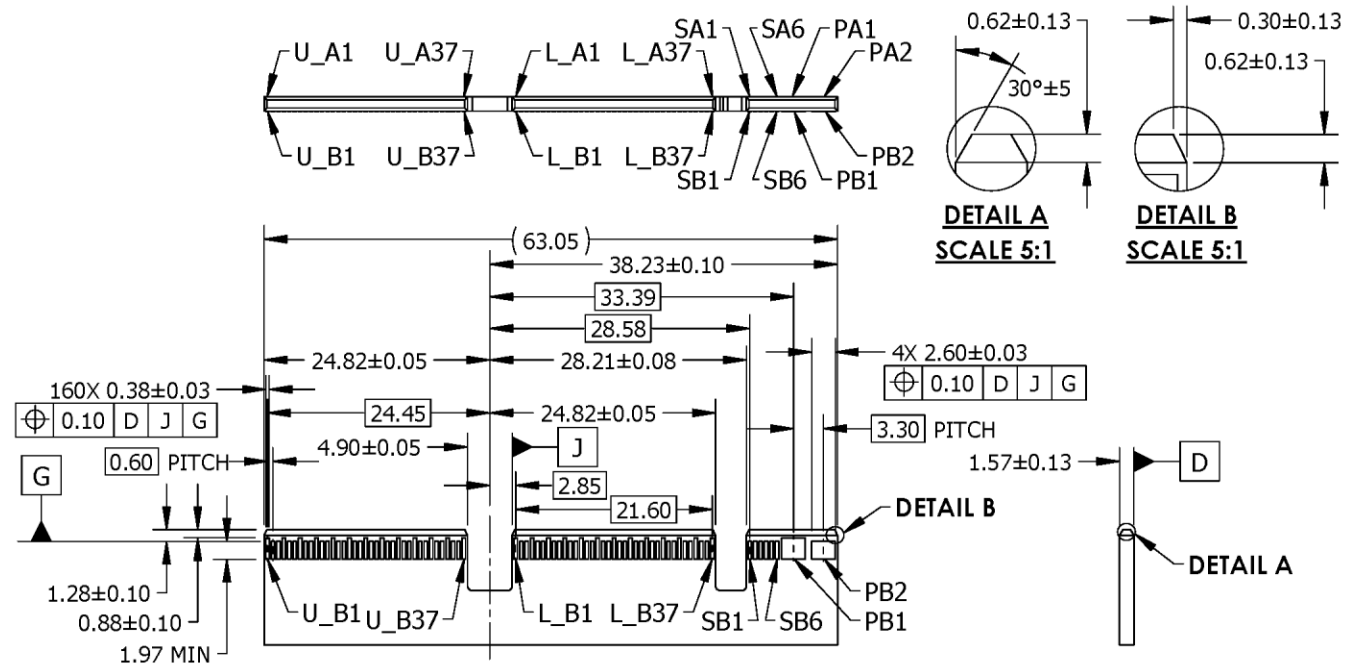 U_A1 U_A37 L_A1 L_A37 SA1 SA6 PA1 PA2
U_B1 U_B37 L_B1 L_B37 SB1 SB6 PB1 PB2
0.62±0.13
30°±5
DETAIL A
SCALE 5:1
0.30±0.03
0.62±0.13
DETAIL B
SCALE 5:1
(63.05)
38.23±0.10
33.39
28.58
24.82±0.05 28.21±0.08 4X 2.60±0.03
⌖ 0.10 D J G
160X 0.38±0.03
⌖ 0.10 D J G
24.45 24.82±0.05
3.30 PITCH
4.90±0.05 J
0.60 PITCH
G
2.85
21.60
1.57±0.13 D
DETAIL B
DETAIL A
1.28±0.10
0.88±0.10
1.97 MIN
U_B1 U_B37 L_B1 L_B37 SB1 SB6 PB1 PB2